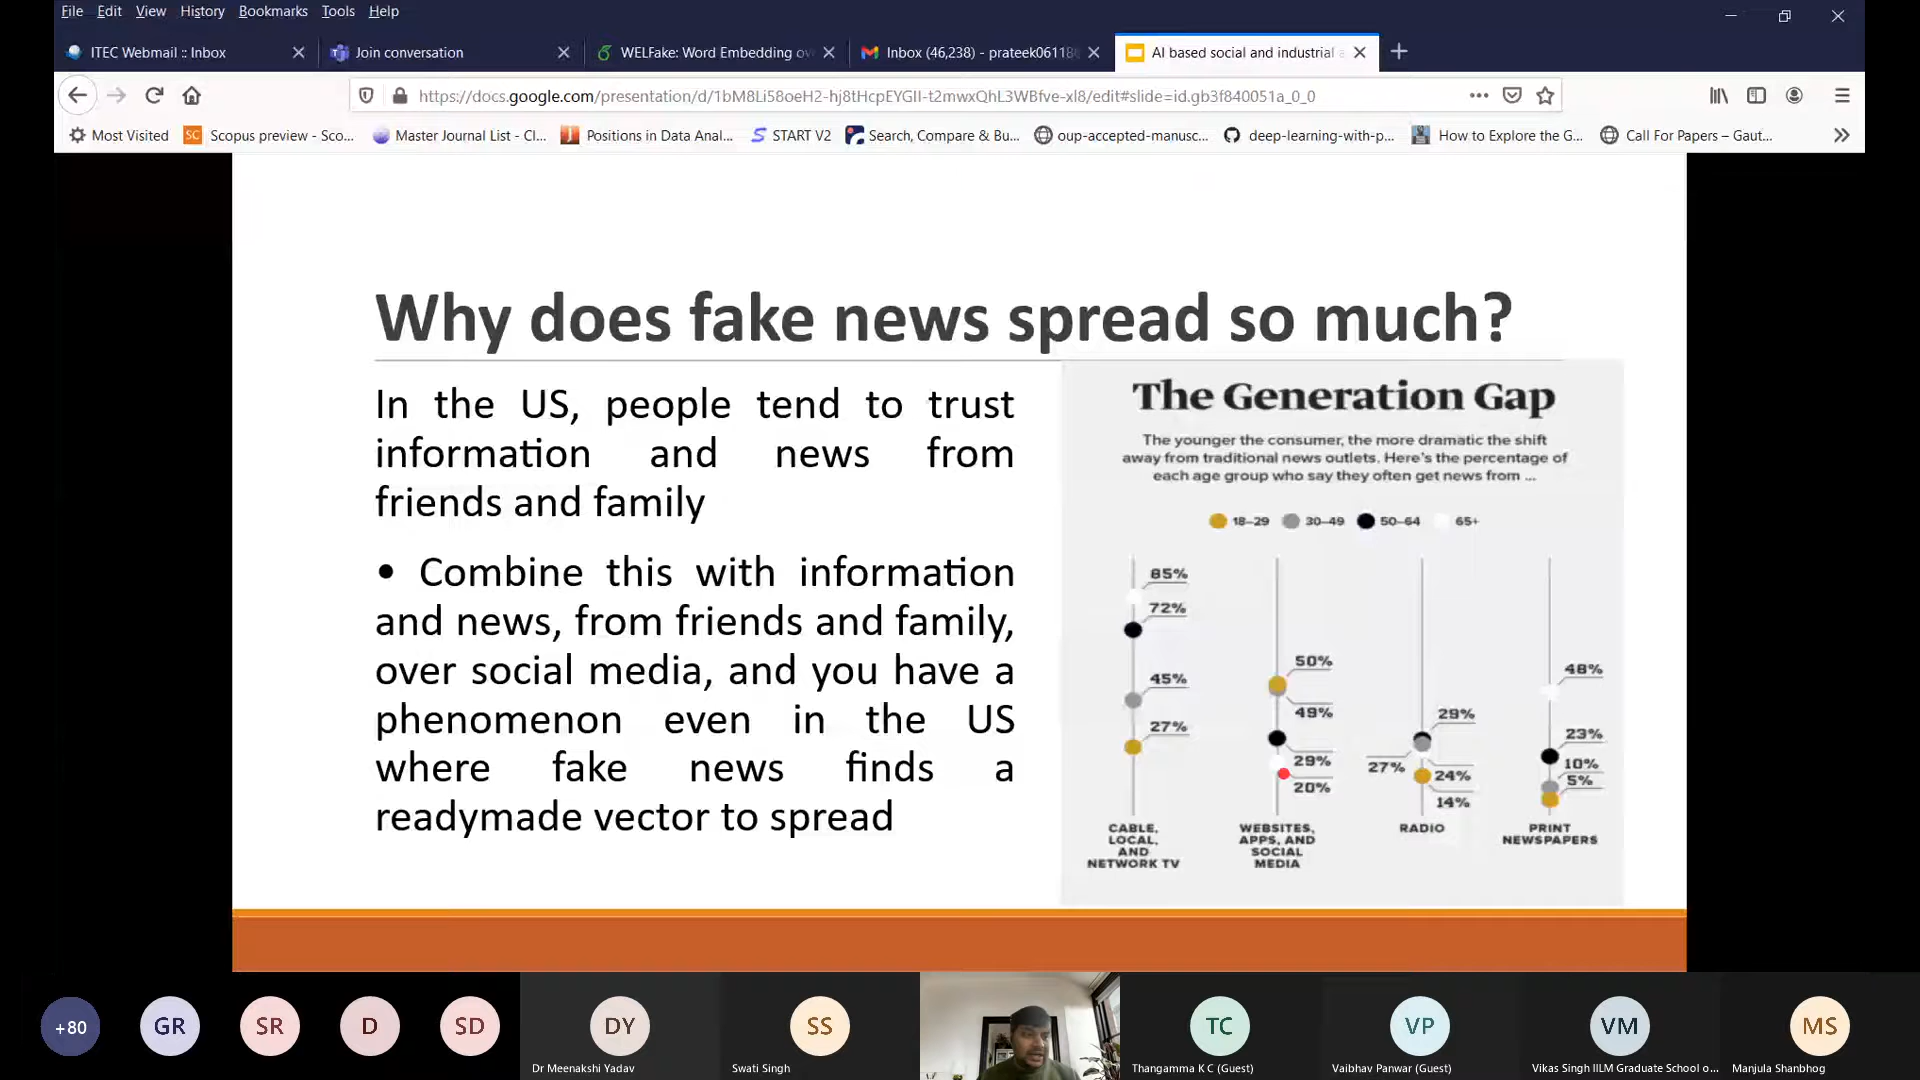 File Edit View History Bookmarks Tools Help
ITEC Webmail :: Inbox
Join conversation
WELFake: Word Embedding ov
Inbox (46,238) - prateek06118
AI based social and industrial a
https://docs.google.com/presentation/d/1bM8Li58oeH2-hj8tHcpEYGII-t2mwxQhL3WBfve-xl8/edit#slide=id.gb3f840051a_0_0
Most Visited
Scopus preview - Sco...
Master Journal List - Cl...
Positions in Data Anal...
START V2
Search, Compare & Bu...
oup-accepted-manusc...
deep-learning-with-p...
How to Explore the G...
Call For Papers – Gaut...
Why does fake news spread so much?
In the US, people tend to trust
information and news from
friends and family
• Combine this with information
and news, from friends and family,
over social media, and you have a
phenomenon even in the US
where fake news finds a
readymade vector to spread
The Generation Gap
The younger the consumer, the more dramatic the shift
away from traditional news outlets. Here's the percentage of
each age group who say they often get news from ...
18–29 30–49 50–64 65+
85%
72%
45%
27%
CABLE,
LOCAL,
AND
NETWORK TV
50%
49%
29%
20%
WEBSITES,
APPS, AND
SOCIAL
MEDIA
29%
27%
24%
14%
RADIO
48%
23%
10%
5%
PRINT
NEWSPAPERS
+80
GR
SR
D
SD
DY
Dr Meenakshi Yadav
SS
Swati Singh
TC
Thangamma K C (Guest)
VP
Vaibhav Panwar (Guest)
VM
Vikas Singh IILM Graduate School o...
MS
Manjula Shanbhog